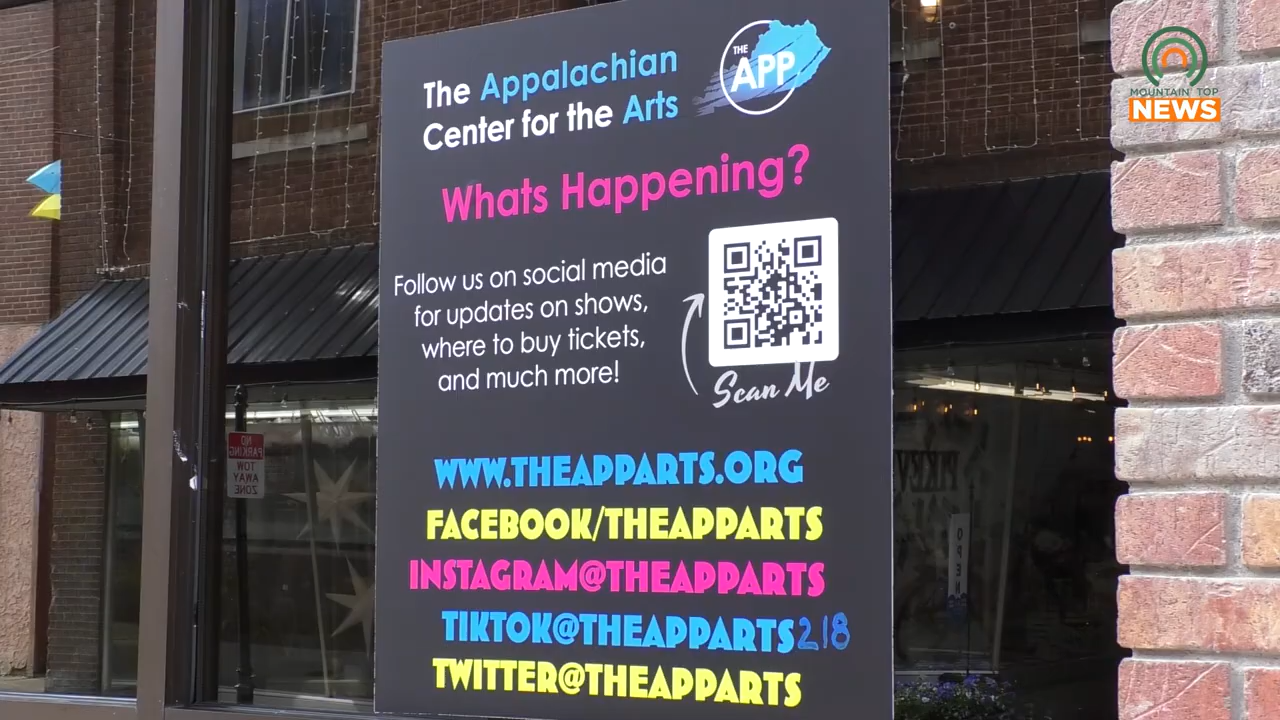 The Appalachian
Center for the Arts
THE
APP
MOUNTAIN TOP
NEWS
Whats Happening?
Follow us on social media
for updates on shows,
where to buy tickets,
and much more!
Scan Me
WWW.THEAPPARTS.ORG
FACEBOOK/THEAPPARTS
INSTAGRAM@THEAPPARTS
TIKTOK@THEAPPARTS218
TWITTER@THEAPPARTS
NO
PARKING
TOW
AWAY
ZONE
OPEN